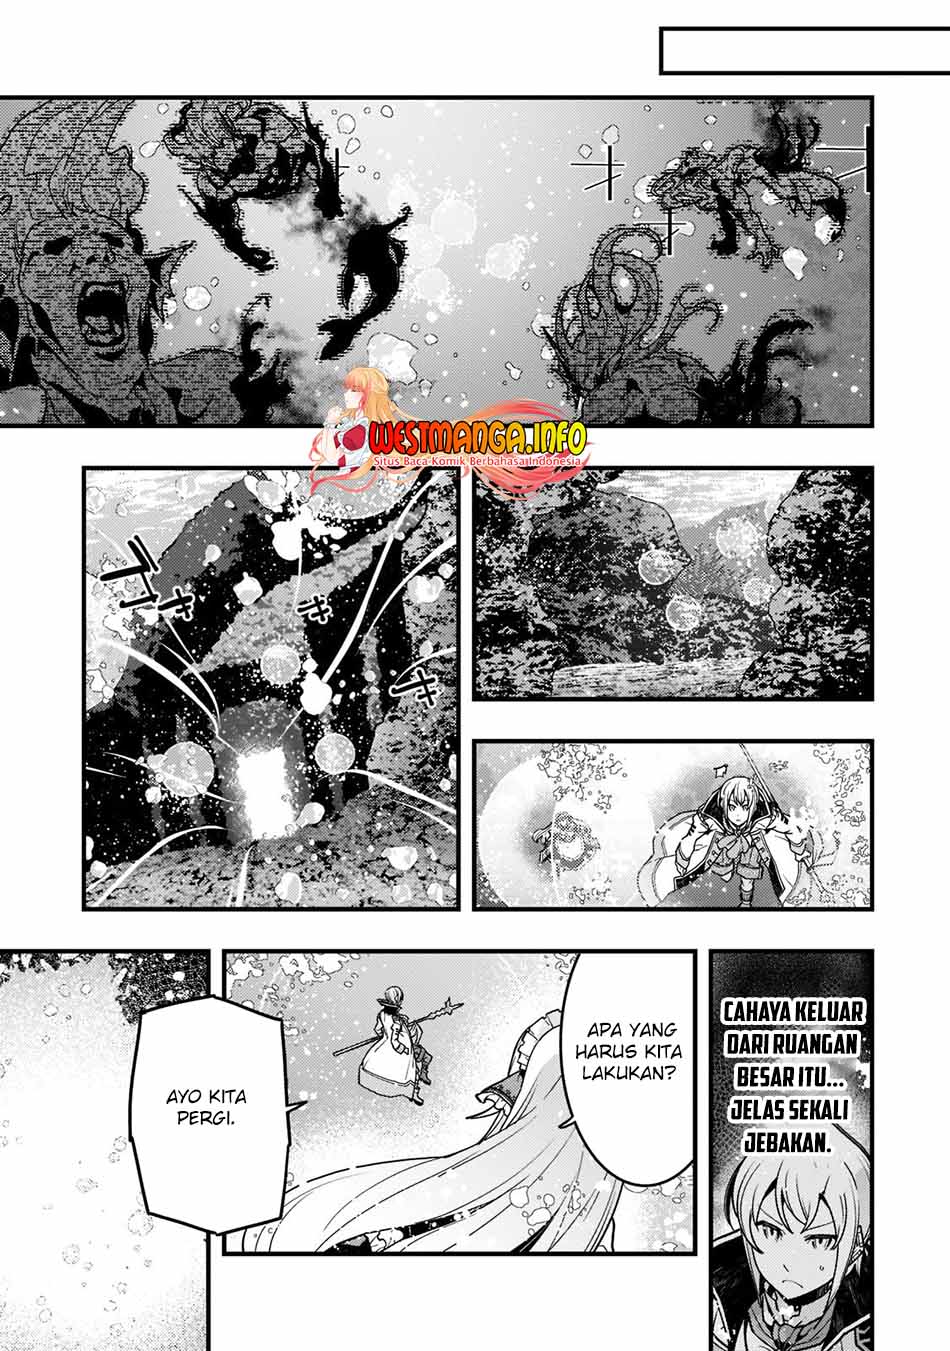 WESTMANGA.INFO
Situs Baca Komik Berbahasa Indonesia
CAHAYA KELUAR
DARI RUANGAN
BESAR ITU...
JELAS SEKALI
JEBAKAN.
APA YANG
HARUS KITA
LAKUKAN?
AYO KITA
PERGI.